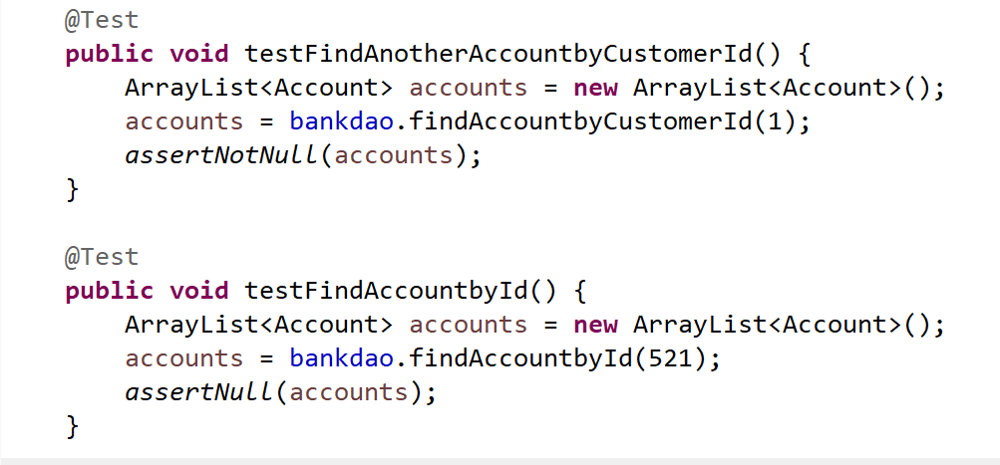 @Test
public void testFindAnotherAccountbyCustomerId() {
    ArrayList<Account> accounts = new ArrayList<Account>();
    accounts = bankdao.findAccountbyCustomerId(1);
    assertNotNull(accounts);
}

@Test
public void testFindAccountbyId() {
    ArrayList<Account> accounts = new ArrayList<Account>();
    accounts = bankdao.findAccountbyId(521);
    assertNull(accounts);
}